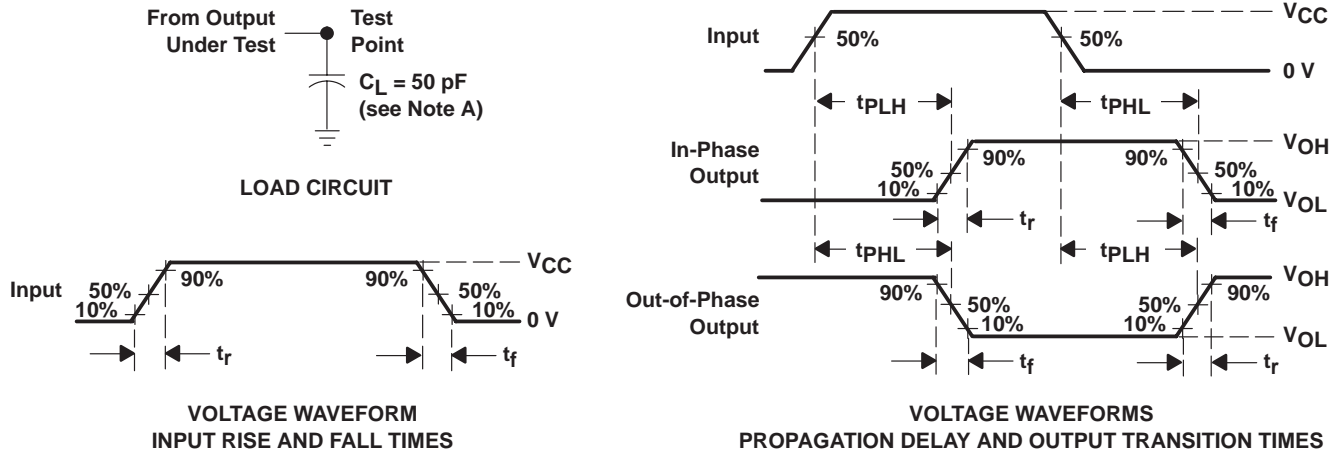 From Output
Under Test
Test
Point
CL = 50 pF
(see Note A)
LOAD CIRCUIT
Input
50%
10%
90%
90%
50%
10%
VCC
0 V
tr
tf
VOLTAGE WAVEFORM
INPUT RISE AND FALL TIMES
Input
50%
50%
VCC
0 V
tPLH
tPHL
In-Phase
Output
50%
10%
90%
90%
50%
10%
VOH
VOL
tr
tf
tPHL
tPLH
Out-of-Phase
Output
90%
50%
10%
50%
10%
90%
VOH
VOL
tf
tr
VOLTAGE WAVEFORMS
PROPAGATION DELAY AND OUTPUT TRANSITION TIMES